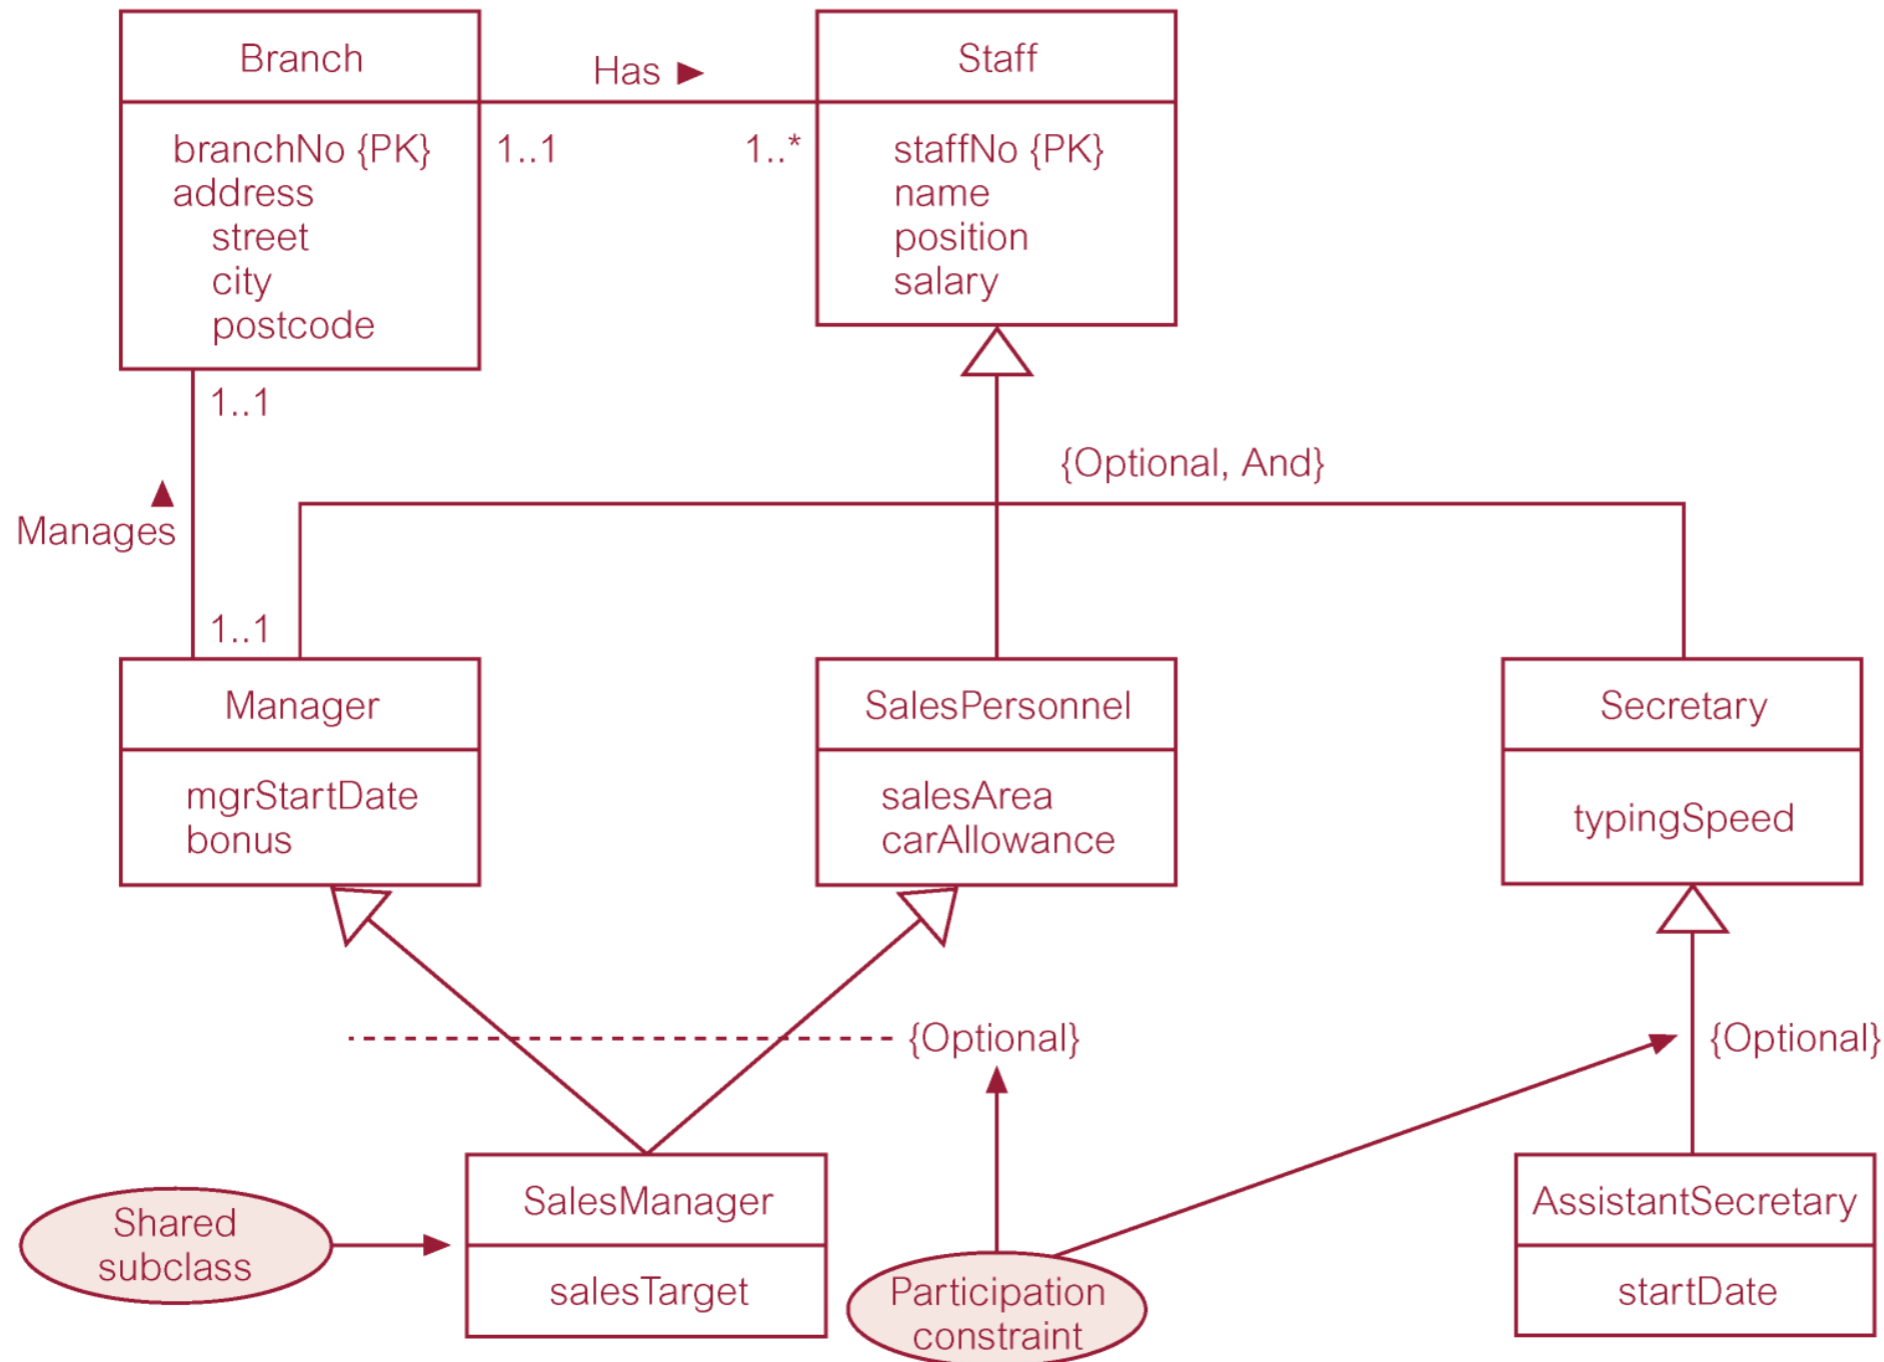 Branch
Has ►
Staff
branchNo {PK}
address
street
city
postcode
1..1
1..*
staffNo {PK}
name
position
salary
1..1
{Optional, And}
▲
Manages
1..1
Manager
mgrStartDate
bonus
SalesPersonnel
salesArea
carAllowance
Secretary
typingSpeed
{Optional}
{Optional}
Shared
subclass
SalesManager
salesTarget
Participation
constraint
AssistantSecretary
startDate